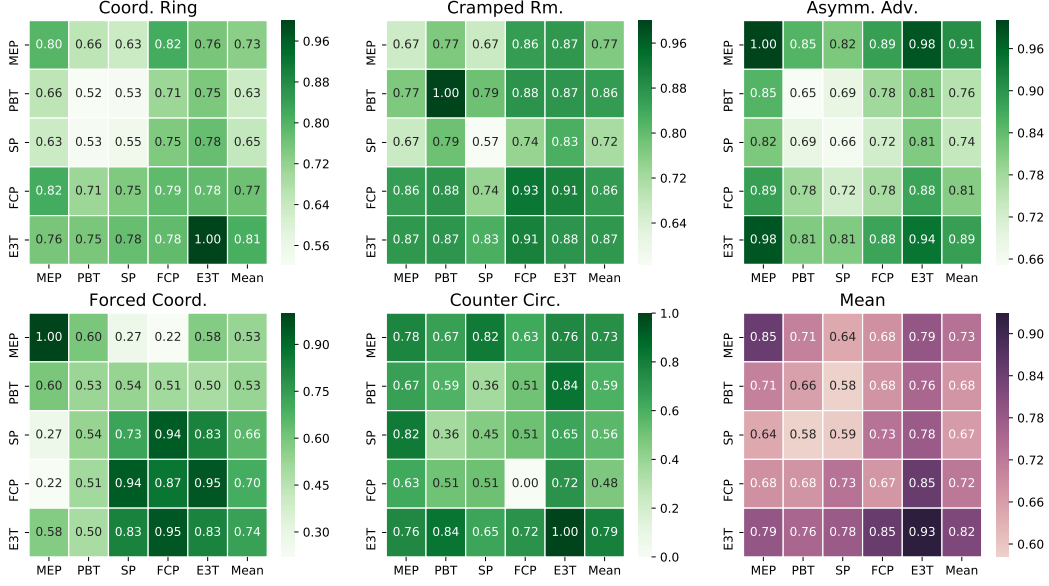 Coord. Ring
MEP 0.80 0.66 0.63 0.82 0.76 0.73
PBT 0.66 0.52 0.53 0.71 0.75 0.63
SP 0.63 0.53 0.55 0.75 0.78 0.65
FCP 0.82 0.71 0.75 0.79 0.78 0.77
E3T 0.76 0.75 0.78 0.78 1.00 0.81
MEP PBT SP FCP E3T Mean
0.96
0.88
0.80
0.72
0.64
0.56
Cramped Rm.
MEP 0.67 0.77 0.67 0.86 0.87 0.77
PBT 0.77 1.00 0.79 0.88 0.87 0.86
SP 0.67 0.79 0.57 0.74 0.83 0.72
FCP 0.86 0.88 0.74 0.93 0.91 0.86
E3T 0.87 0.87 0.83 0.91 0.88 0.87
MEP PBT SP FCP E3T Mean
0.96
0.88
0.80
0.72
0.64
Asymm. Adv.
MEP 1.00 0.85 0.82 0.89 0.98 0.91
PBT 0.85 0.65 0.69 0.78 0.81 0.76
SP 0.82 0.69 0.66 0.72 0.81 0.74
FCP 0.89 0.78 0.72 0.78 0.88 0.81
E3T 0.98 0.81 0.81 0.88 0.94 0.89
MEP PBT SP FCP E3T Mean
0.96
0.90
0.84
0.78
0.72
0.66
Forced Coord.
MEP 1.00 0.60 0.27 0.22 0.58 0.53
PBT 0.60 0.53 0.54 0.51 0.50 0.53
SP 0.27 0.54 0.73 0.94 0.83 0.66
FCP 0.22 0.51 0.94 0.87 0.95 0.70
E3T 0.58 0.50 0.83 0.95 0.83 0.74
MEP PBT SP FCP E3T Mean
0.90
0.75
0.60
0.45
0.30
Counter Circ.
MEP 0.78 0.67 0.82 0.63 0.76 0.73
PBT 0.67 0.59 0.36 0.51 0.84 0.59
SP 0.82 0.36 0.45 0.51 0.65 0.56
FCP 0.63 0.51 0.51 0.00 0.72 0.48
E3T 0.76 0.84 0.65 0.72 1.00 0.79
MEP PBT SP FCP E3T Mean
1.0
0.8
0.6
0.4
0.2
0.0
Mean
MEP 0.85 0.71 0.64 0.68 0.79 0.73
PBT 0.71 0.66 0.58 0.68 0.76 0.68
SP 0.64 0.58 0.59 0.73 0.78 0.67
FCP 0.68 0.68 0.73 0.67 0.85 0.72
E3T 0.79 0.76 0.78 0.85 0.93 0.82
MEP PBT SP FCP E3T Mean
0.90
0.84
0.78
0.72
0.66
0.60